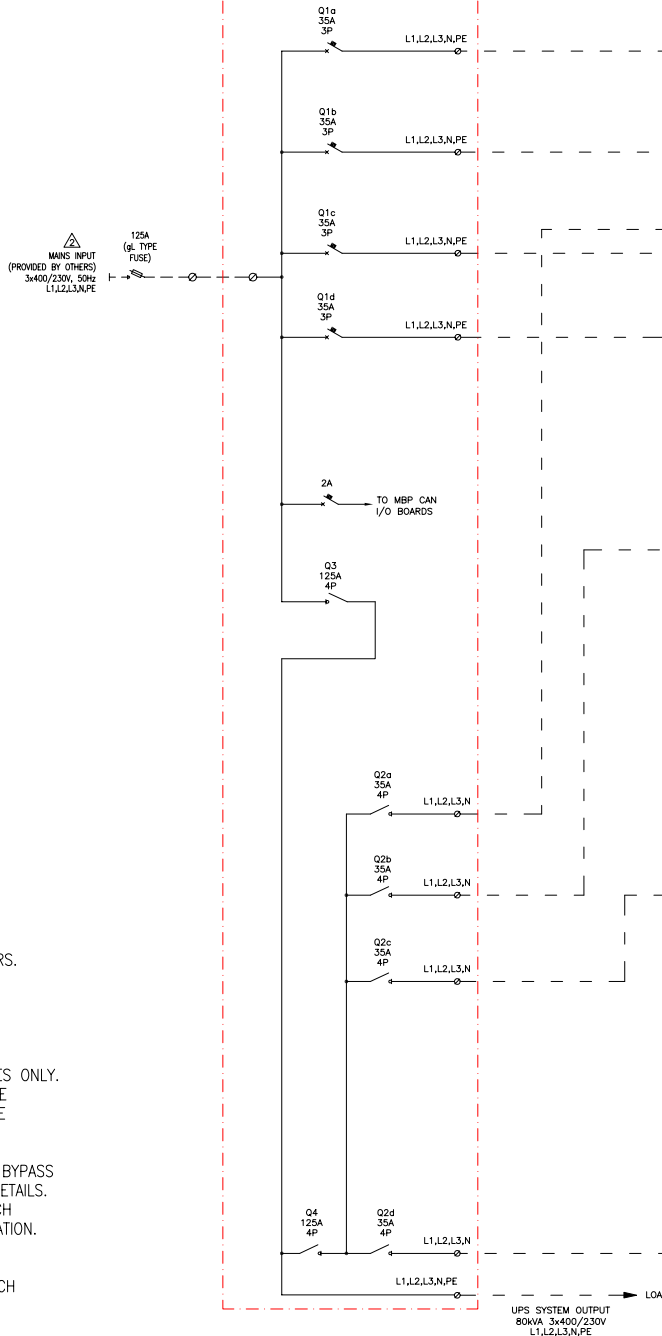 Q1a
35A
3P
L1,L2,L3,N,PE
Q1b
35A
3P
L1,L2,L3,N,PE
Q1c
35A
3P
L1,L2,L3,N,PE
2
MAINS INPUT
(PROVIDED BY OTHERS)
3x400/230V, 50Hz
L1,L2,L3,N,PE
125A
(gL TYPE
FUSE)
Q1d
35A
3P
L1,L2,L3,N,PE
2A
TO MBP CAN
I/O BOARDS
Q3
125A
4P
Q2a
35A
4P
L1,L2,L3,N
Q2b
35A
4P
L1,L2,L3,N
Q2c
35A
4P
L1,L2,L3,N
RS.
ES ONLY.
E
E
BYPASS
ETAILS.
CH
ATION.
CH
Q4
125A
4P
Q2d
35A
4P
L1,L2,L3,N
L1,L2,L3,N,PE
LOA
UPS SYSTEM OUTPUT
80kVA 3x400/230V
L1,L2,L3,N,PE